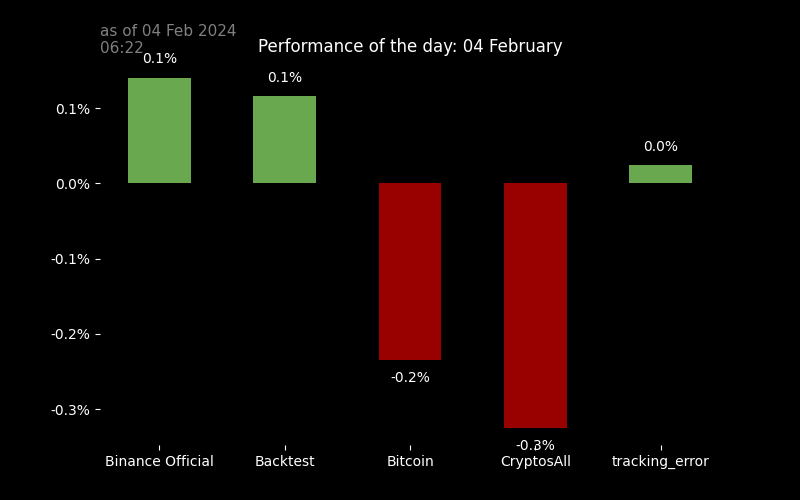 as of 04 Feb 2024
06:22
Performance of the day: 04 February
0.1%
0.1%
0.0%
-0.2%
-0.3%
0.1%
0.0%
-0.1%
-0.2%
-0.3%
Binance Official
Backtest
Bitcoin
CryptosAll
tracking_error